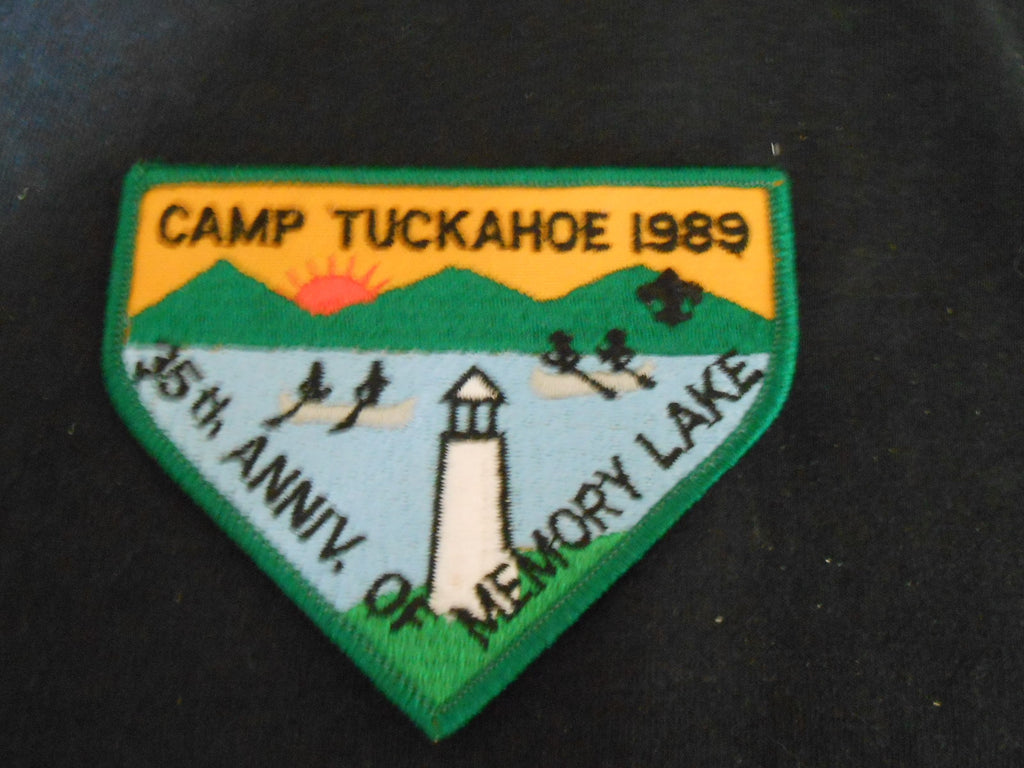 CAMP TUCKAHOE 1989
35th ANNIV. OF MEMORY LAKE